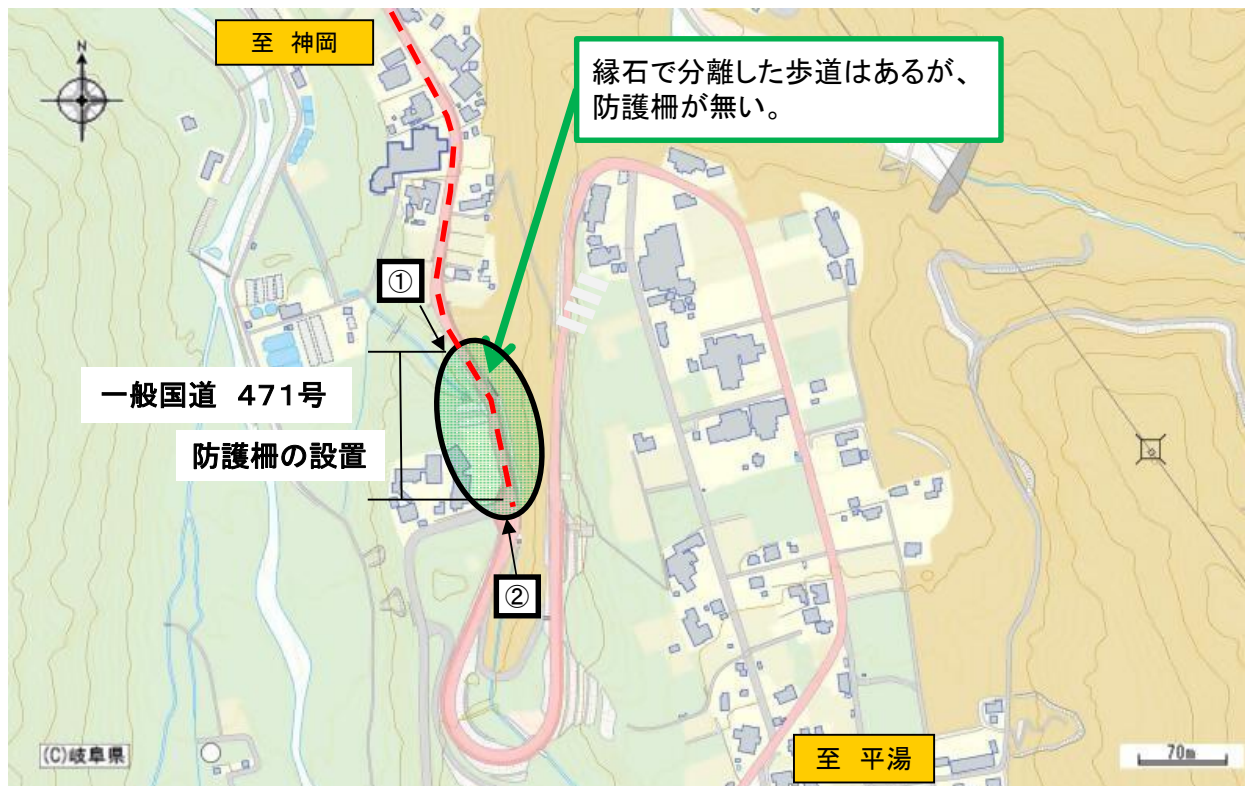 至 神岡
N
縁石で分離した歩道はあるが、
防護柵が無い。
①
一般国道 471号
防護柵の設置
②
至 平湯
(C)岐阜県
70m